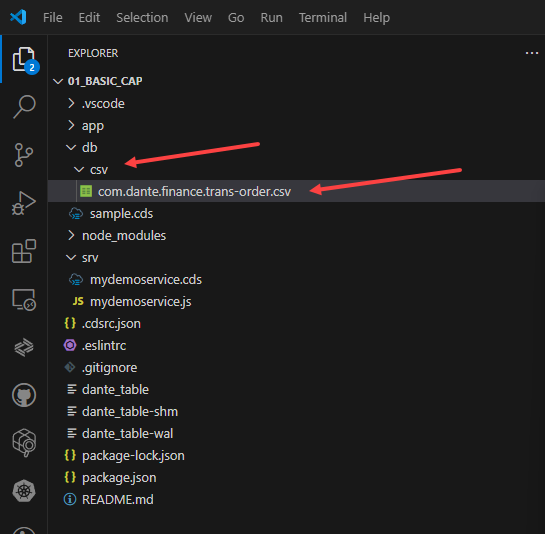 File Edit Selection View Go Run Terminal Help
EXPLORER
2
01_BASIC_CAP
.vscode
app
db
csv
com.dante.finance.trans-order.csv
sample.cds
node_modules
srv
mydemoservice.cds
JS mydemoservice.js
{ } .cdsrc.json
.eslintrc
.gitignore
dante_table
dante_table-shm
dante_table-wal
{ } package-lock.json
{ } package.json
README.md